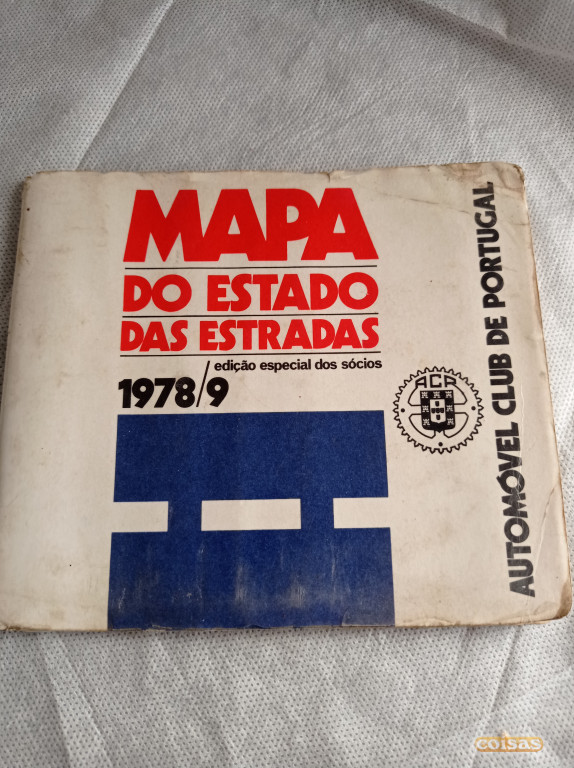 MAPA
DO ESTADO
DAS ESTRADAS
edição especial dos sócios
1978/9
ACP
AUTOMÓVEL CLUB DE PORTUGAL
coisas